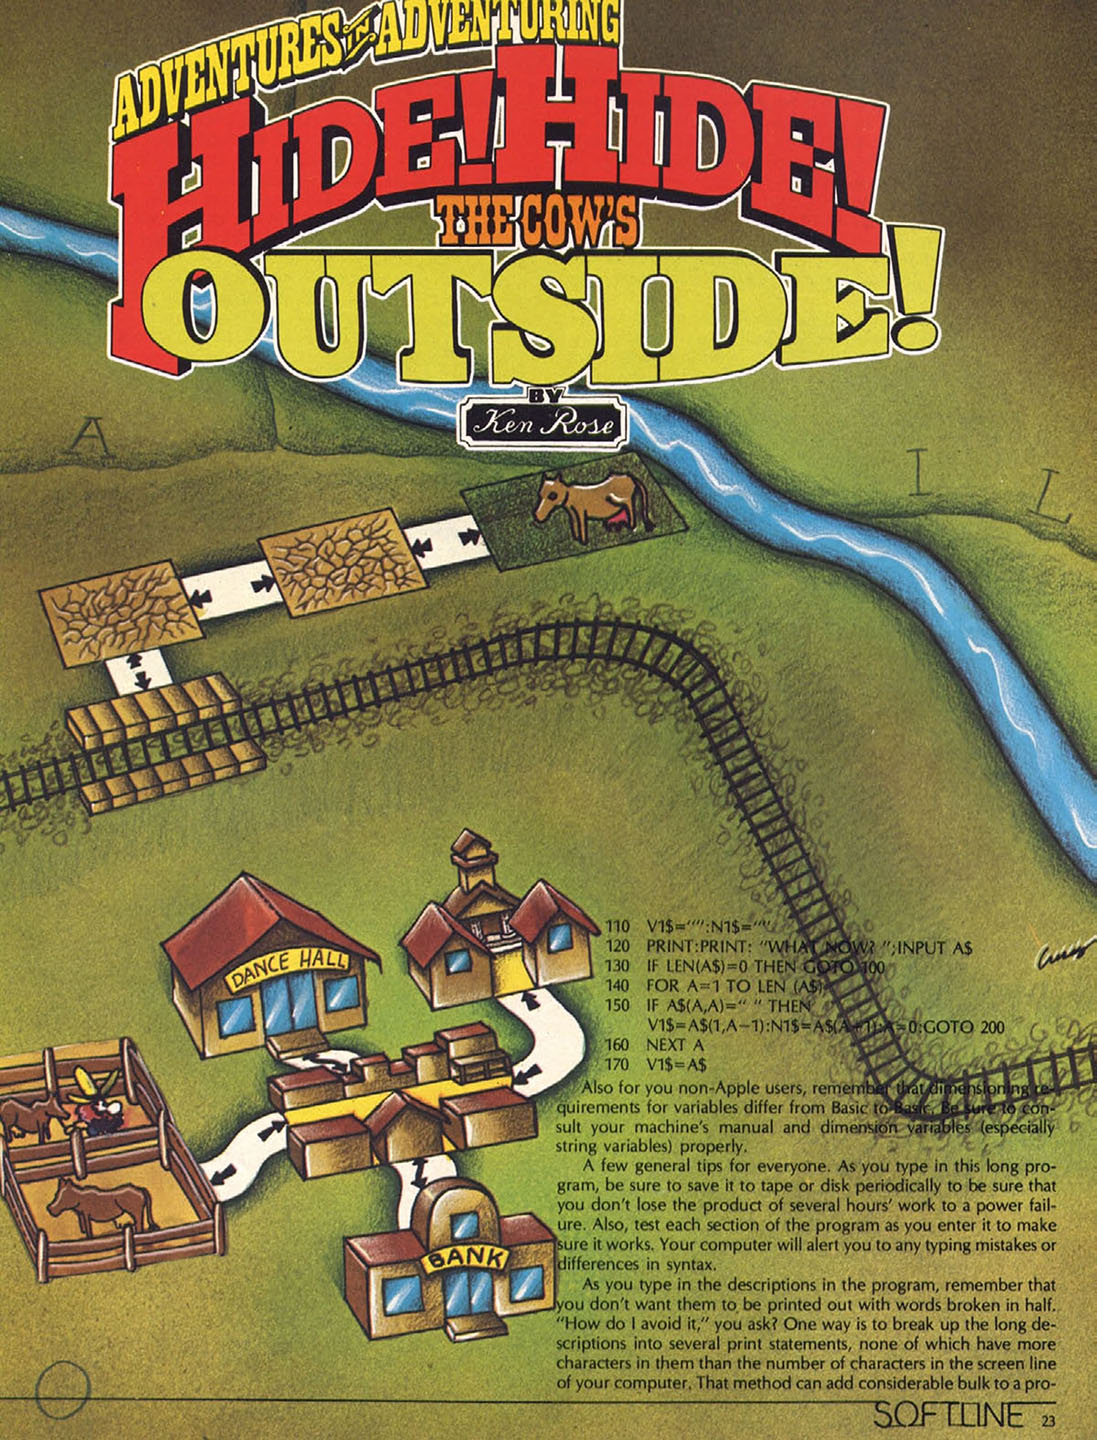 ADVENTURES IN ADVENTURING
HIDE! HIDE!
THE COW'S
OUTSIDE!
BY
Ken Rose
A I L
DANCE HALL
BANK
110 V1$="":N1$=""
120 PRINT:PRINT: "WHAT NOW? ";INPUT A$
130 IF LEN(A$)=0 THEN GOTO 100
140 FOR A=1 TO LEN (A$)
150 IF A$(A,A)=" " THEN
V1$=A$(1,A−1):N1$=A$(A+1):A=0:GOTO 200
160 NEXT A
170 V1$=A$
Also for you non-Apple users, remember that dimensioning re-
quirements for variables differ from Basic to Basic. Be sure to con-
sult your machine's manual and dimension variables (especially
string variables) properly.
A few general tips for everyone. As you type in this long pro-
gram, be sure to save it to tape or disk periodically to be sure that
you don't lose the product of several hours' work to a power fail-
ure. Also, test each section of the program as you enter it to make
sure it works. Your computer will alert you to any typing mistakes or
differences in syntax.
As you type in the descriptions in the program, remember that
you don't want them to be printed out with words broken in half.
"How do I avoid it," you ask? One way is to break up the long de-
scriptions into several print statements, none of which have more
characters in them than the number of characters in the screen line
of your computer. That method can add considerable bulk to a pro-
SOFTLINE 23